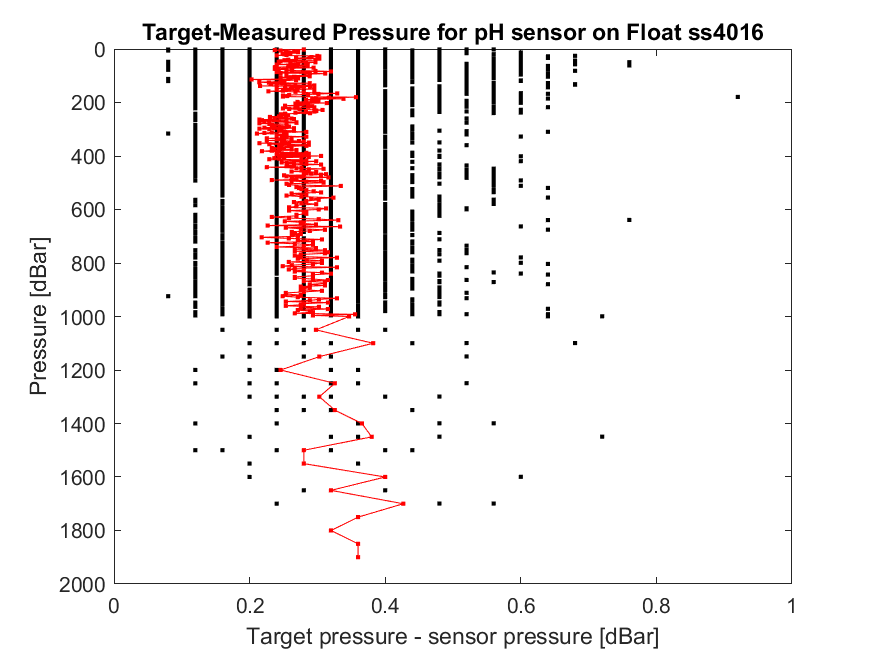 Target-Measured Pressure for pH sensor on Float ss4016
0
200
400
600
800
1000
1200
1400
1600
1800
2000
Pressure [dBar]
0 0.2 0.4 0.6 0.8 1
Target pressure - sensor pressure [dBar]